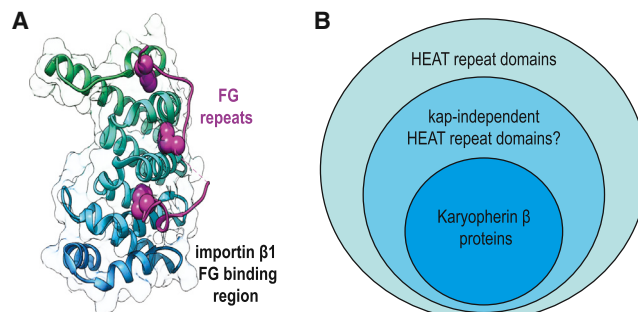 A
FG
repeats
importin β1
FG binding
region
B
HEAT repeat domains
kap-independent
HEAT repeat domains?
Karyopherin β
proteins